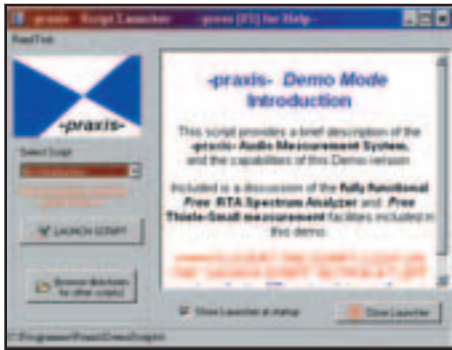 -praxis- Script Launcher -press [F1] for Help-
-praxis-
Select Script
LAUNCH SCRIPT
Browse directories
for other scripts
-praxis- Demo Mode
Introduction
This script provides a brief description of the
-praxis- Audio Measurement System,
and the capabilities of this Demo version
Included is a discussion of the fully functional
Free RTA Spectrum Analyzer and Free
Thiele-Small measurement facilities included in
this demo.
Show Launcher at startup
Close Launcher